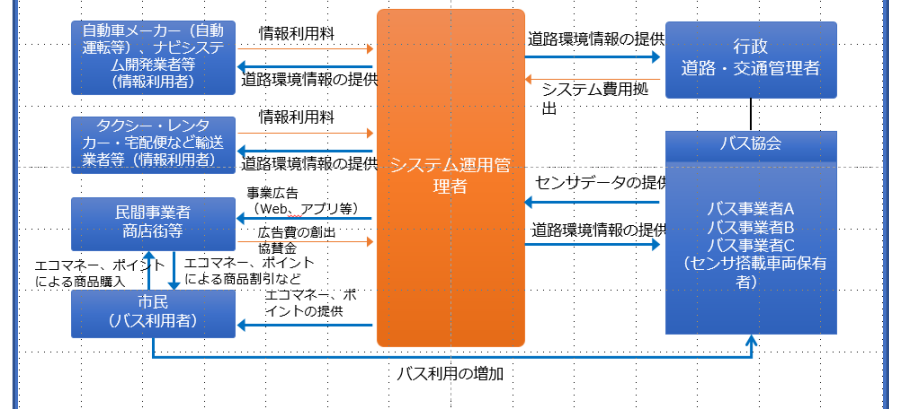 自動車メーカー（自動
運転等）、ナビシステ
ム開発業者等
（情報利用者）
情報利用料
道路環境情報の提供
タクシー・レンタ
カー・宅配便など輸送
業者等（情報利用者）
情報利用料
道路環境情報の提供
民間事業者
商店街等
事業広告
（Web、アプリ等）
広告費の創出
協賛金
エコマネー、ポイント
による商品購入
エコマネー、ポイント
による商品割引など
市民
（バス利用者）
エコマネー、ポ
イントの提供
システム運用管
理者
道路環境情報の提供
システム費用拠
出
行政
道路・交通管理者
バス協会
センサデータの提供
道路環境情報の提供
バス事業者A
バス事業者B
バス事業者C
（センサ搭載車両保有
者）
バス利用の増加